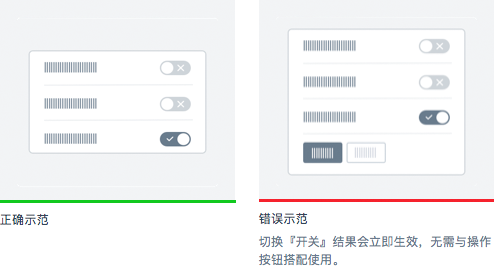 正确示范
错误示范
切换『开关』结果会立即生效，无需与操作
按钮搭配使用。